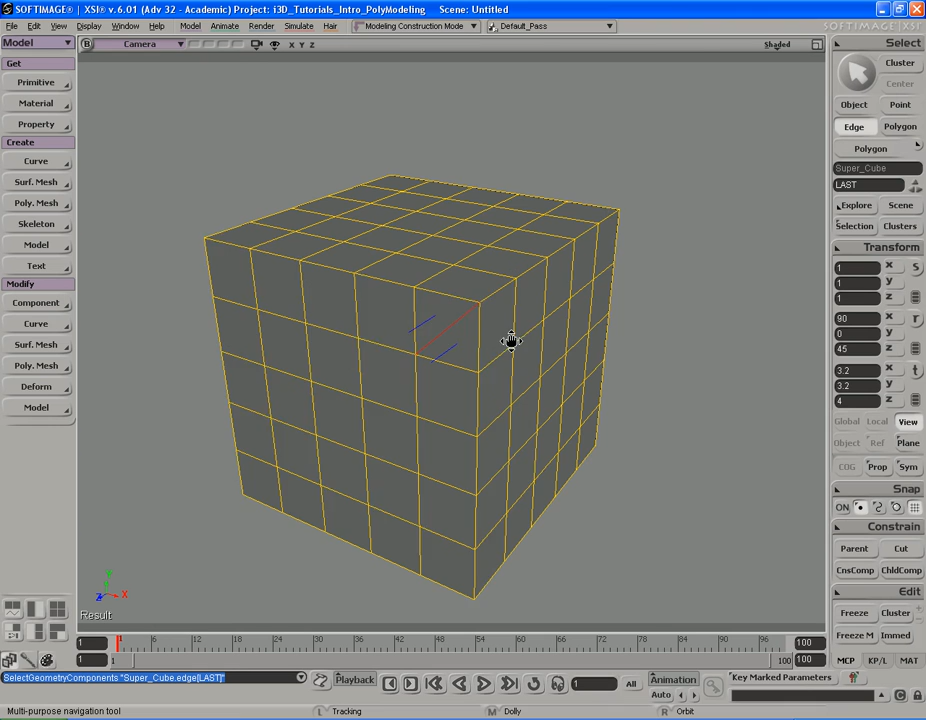 SOFTIMAGE® | XSI® v.6.01 (Adv 32 - Academic) Project: i3D_Tutorials_Intro_PolyModeling Scene: Untitled
File Edit View Display Window Help Model Animate Render Simulate Hair Modeling Construction Mode Default_Pass SOFTIMAGE | XSI
Model
B Camera X Y Z Shaded
Get
Primitive
Material
Property
Create
Curve
Surf. Mesh
Poly. Mesh
Skeleton
Model
Text
Modify
Component
Curve
Surf. Mesh
Poly. Mesh
Deform
Model
Y
Z X
Result
Select
Cluster
Center
Object Point
Edge Polygon
Polygon
Super_Cube
LAST
Explore Scene
Selection Clusters
Transform
1 x s
1 y
1 z
90 x r
0 y
45 z
3.2 x t
3.2 y
4 z
Global Local View
Object Ref Plane
COG Prop Sym
Snap
ON
Constrain
Parent Cut
CnsComp ChldComp
Edit
Freeze Cluster
Freeze M Immed
MCP KP/L MAT
1 1 6 12 18 24 30 36 42 48 54 60 66 72 78 84 90 96 100
1 1 100 100
SelectGeometryComponents "Super_Cube.edge[LAST]" Playback 1 All Animation Key Marked Parameters
Auto
Multi-purpose navigation tool L Tracking M Dolly R Orbit